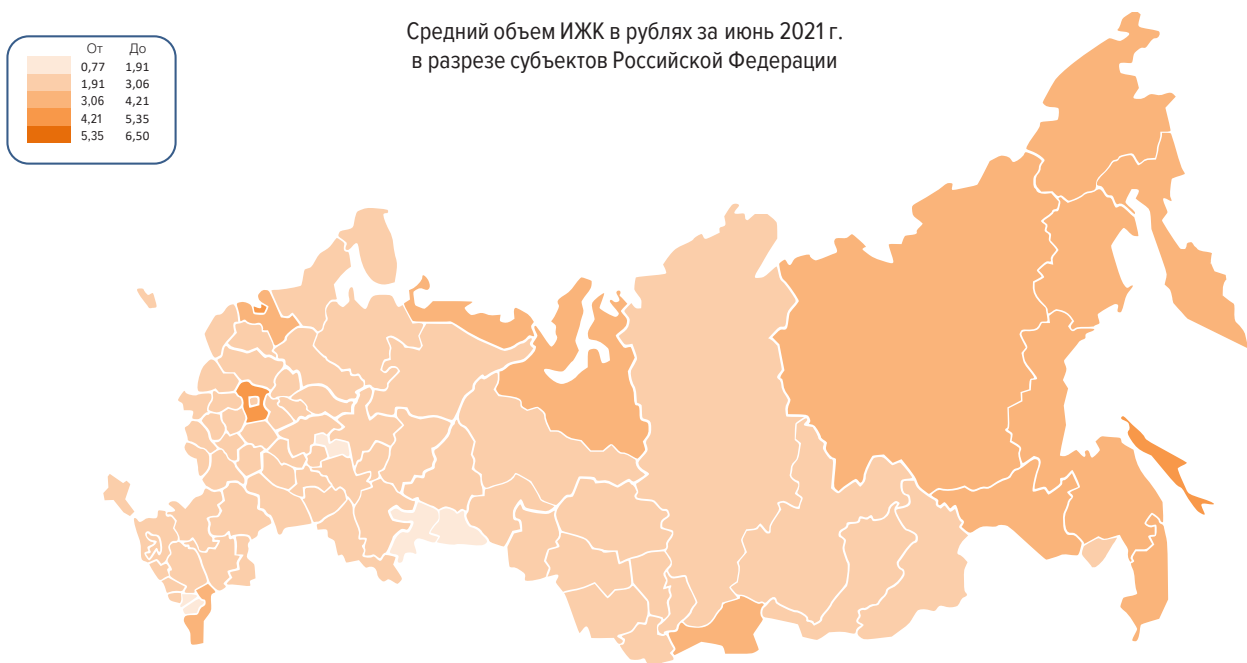 Средний объем ИЖК в рублях за июнь 2021 г.
в разрезе субъектов Российской Федерации
От До
0,77 1,91
1,91 3,06
3,06 4,21
4,21 5,35
5,35 6,50